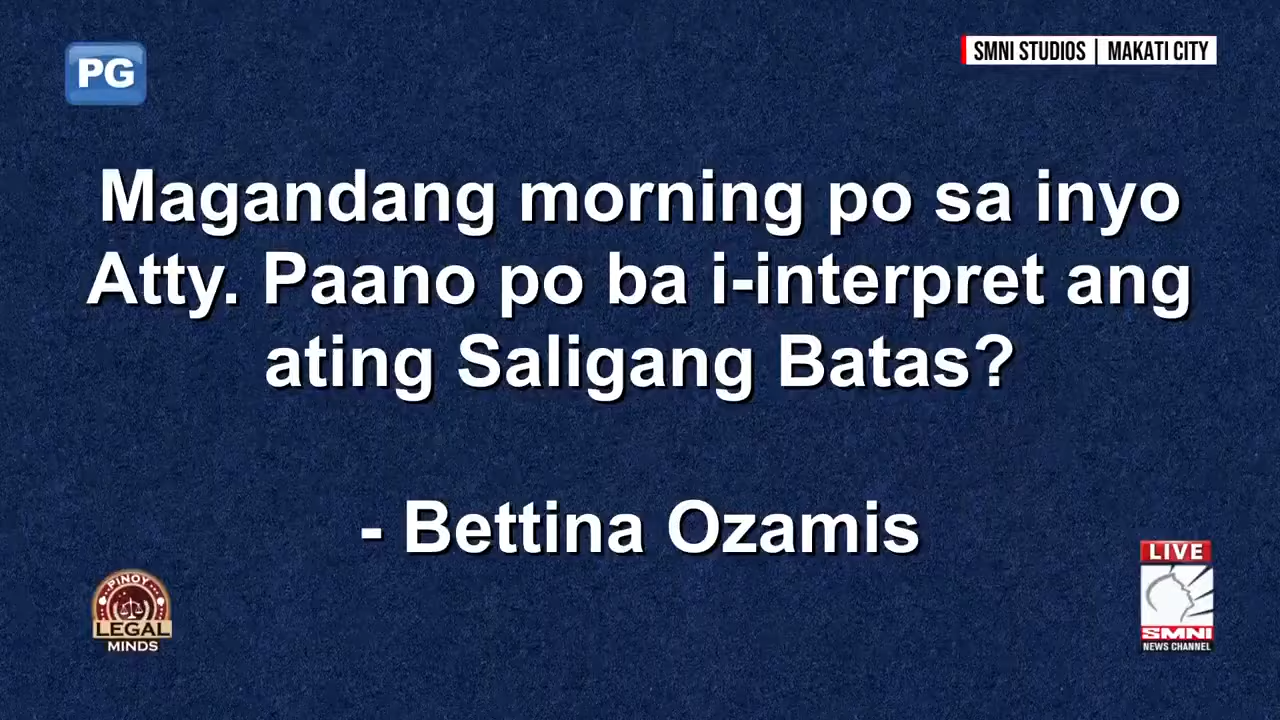 PG
SMNI STUDIOS | MAKATI CITY
Magandang morning po sa inyo
Atty. Paano po ba i-interpret ang
ating Saligang Batas?
- Bettina Ozamis
PINOY
LEGAL
MINDS
LIVE
SMNI
NEWS CHANNEL